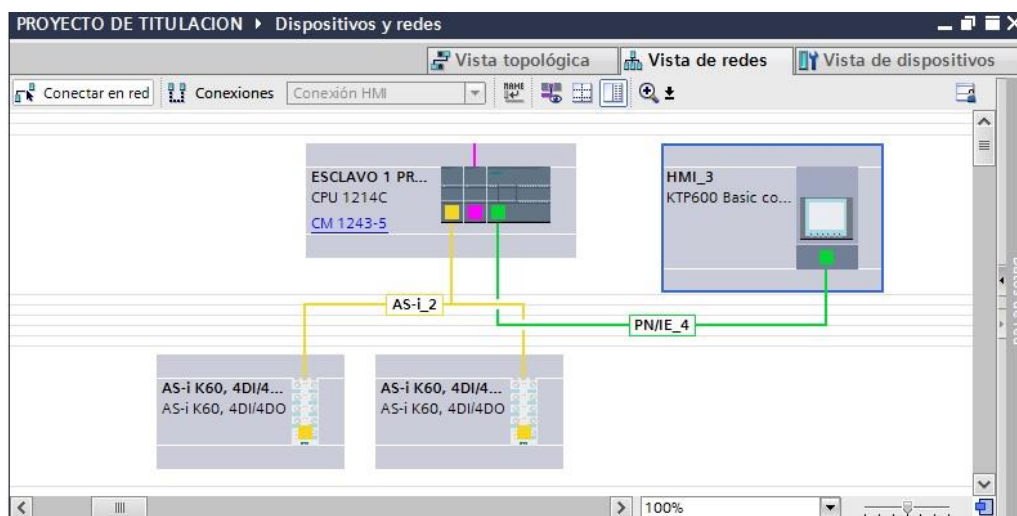 PROYECTO DE TITULACION ▸ Dispositivos y redes
Vista topológica Vista de redes Vista de dispositivos
Conectar en red Conexiones Conexión HMI
ESCLAVO 1 PR...
CPU 1214C
CM 1243-5
HMI_3
KTP600 Basic co...
AS-i_2
PN/IE_4
AS-i K60, 4DI/4...
AS-i K60, 4DI/4DO
AS-i K60, 4DI/4...
AS-i K60, 4DI/4DO
100%